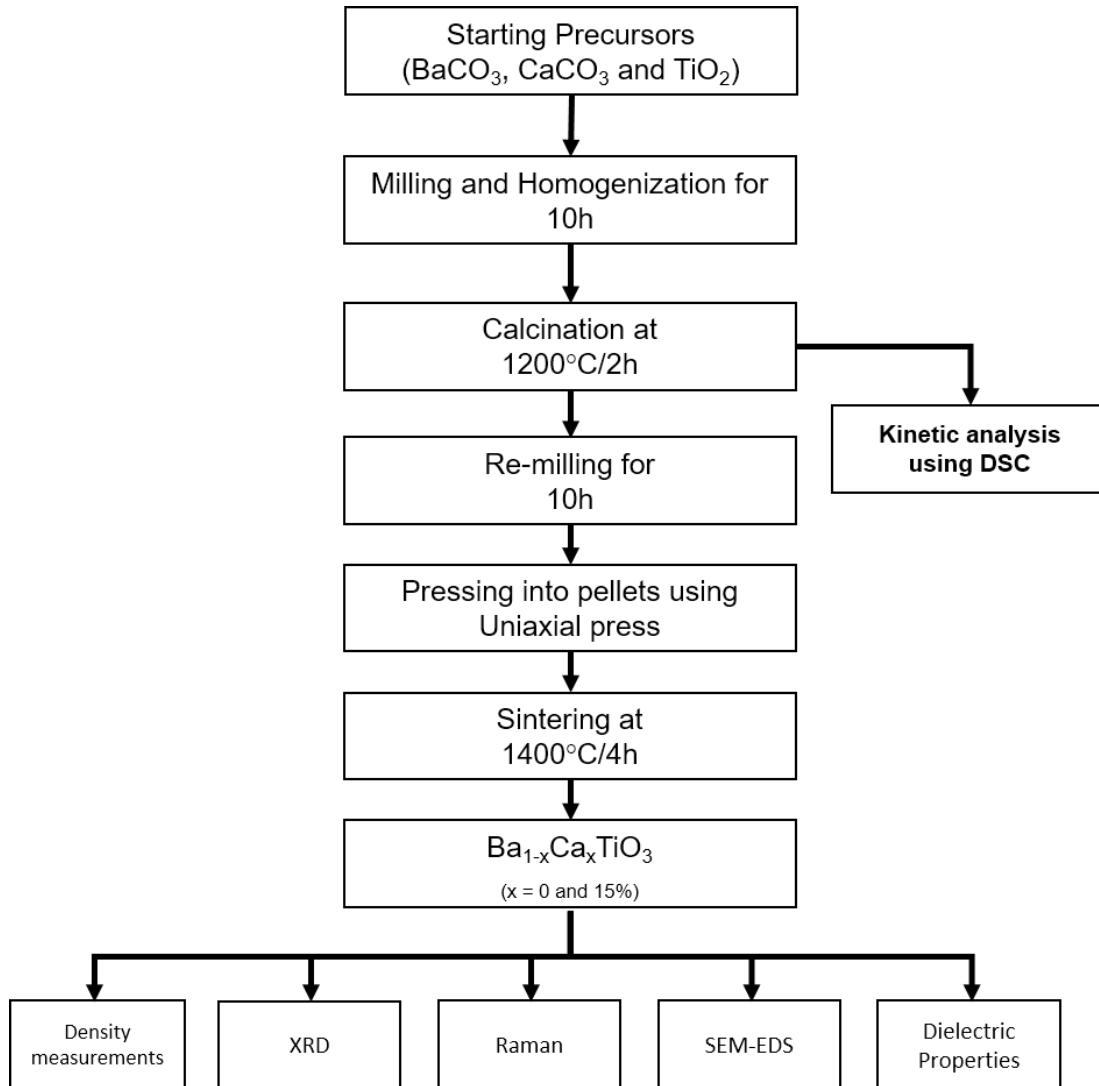 Starting Precursors
(BaCO₃, CaCO₃ and TiO₂)
Milling and Homogenization for
10h
Calcination at
1200°C/2h
Kinetic analysis
using DSC
Re-milling for
10h
Pressing into pellets using
Uniaxial press
Sintering at
1400°C/4h
Ba₁₋ₓCaₓTiO₃
(x = 0 and 15%)
Density
measurements
XRD
Raman
SEM-EDS
Dielectric
Properties